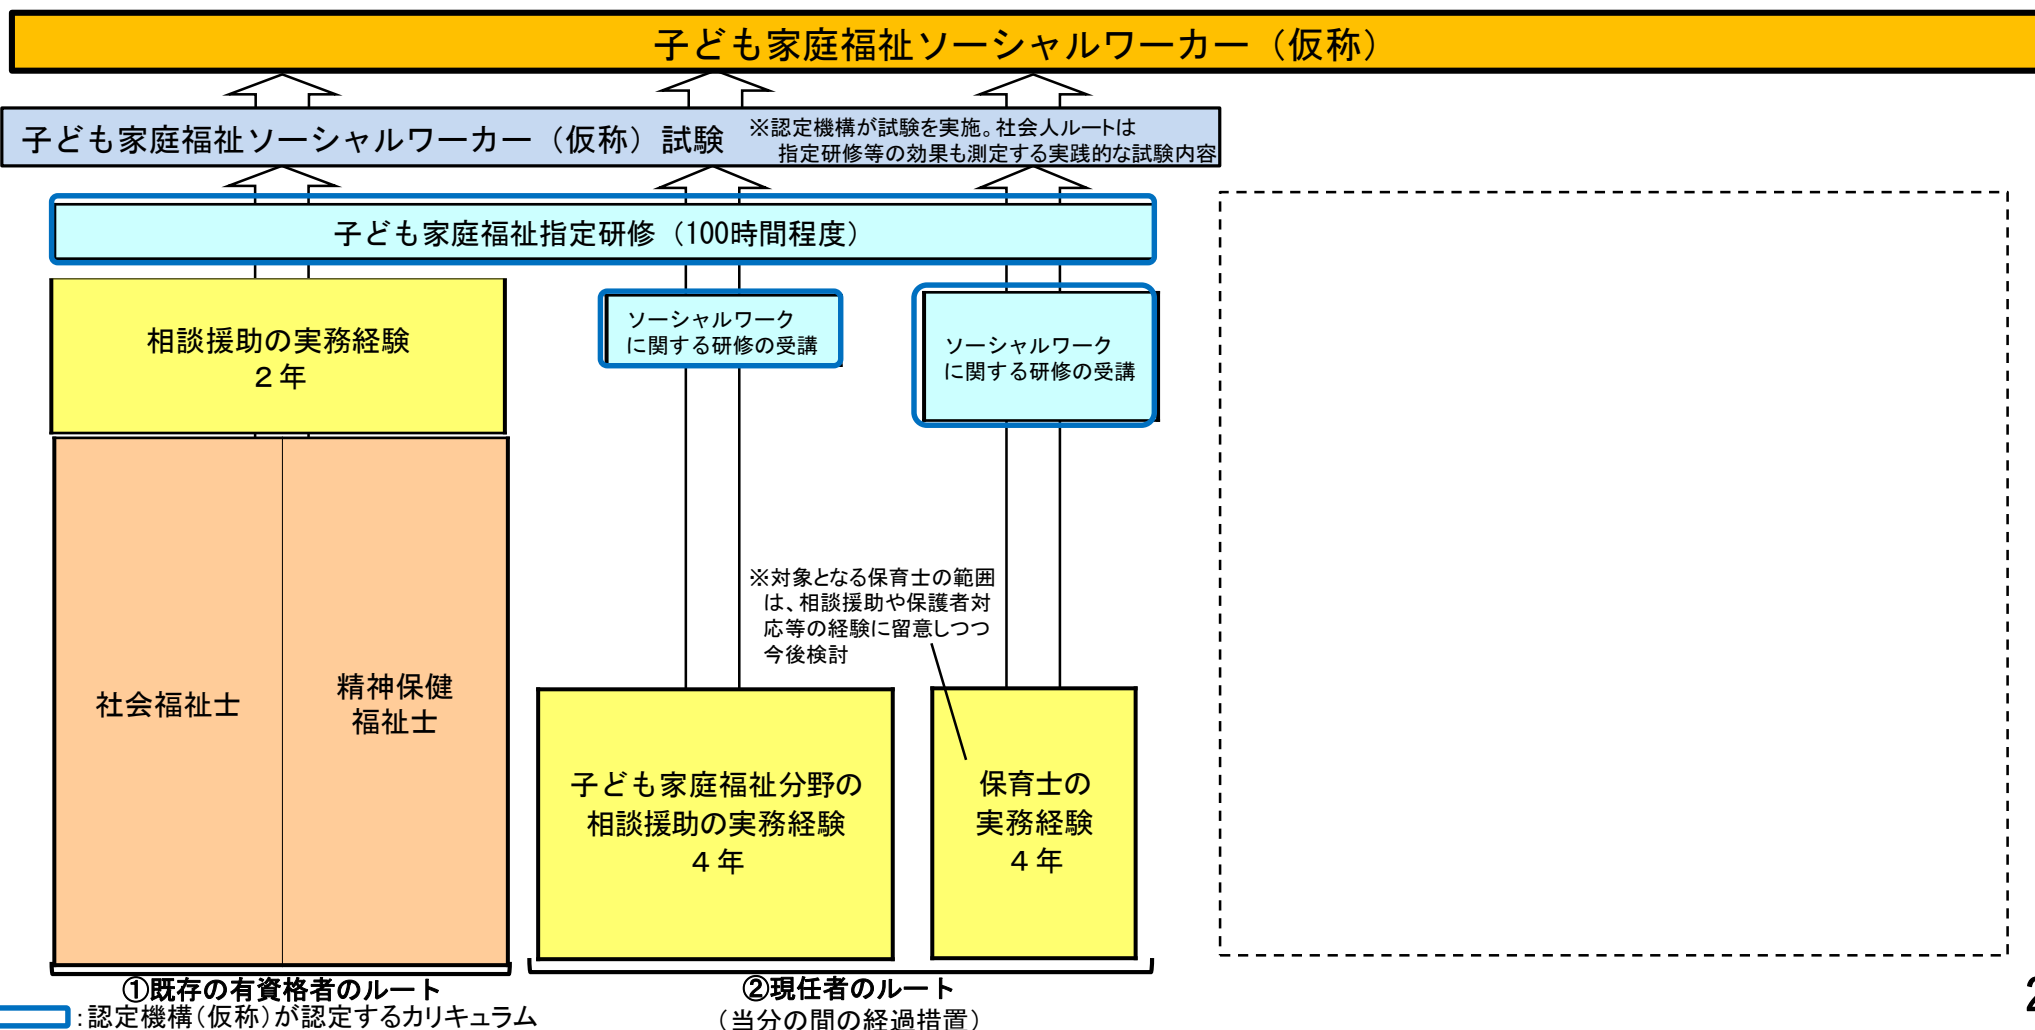 子ども家庭福祉ソーシャルワーカー（仮称）
子ども家庭福祉ソーシャルワーカー（仮称）試験
※認定機構が試験を実施。社会人ルートは
指定研修等の効果も測定する実践的な試験内容
子ども家庭福祉指定研修（100時間程度）
相談援助の実務経験
２年
ソーシャルワーク
に関する研修の受講
ソーシャルワーク
に関する研修の受講
※対象となる保育士の範囲
は、相談援助や保護者対
応等の経験に留意しつつ
今後検討
社会福祉士
精神保健
福祉士
子ども家庭福祉分野の
相談援助の実務経験
４年
保育士の
実務経験
４年
①既存の有資格者のルート
②現任者のルート
（当分の間の経過措置）
：認定機構（仮称）が認定するカリキュラム